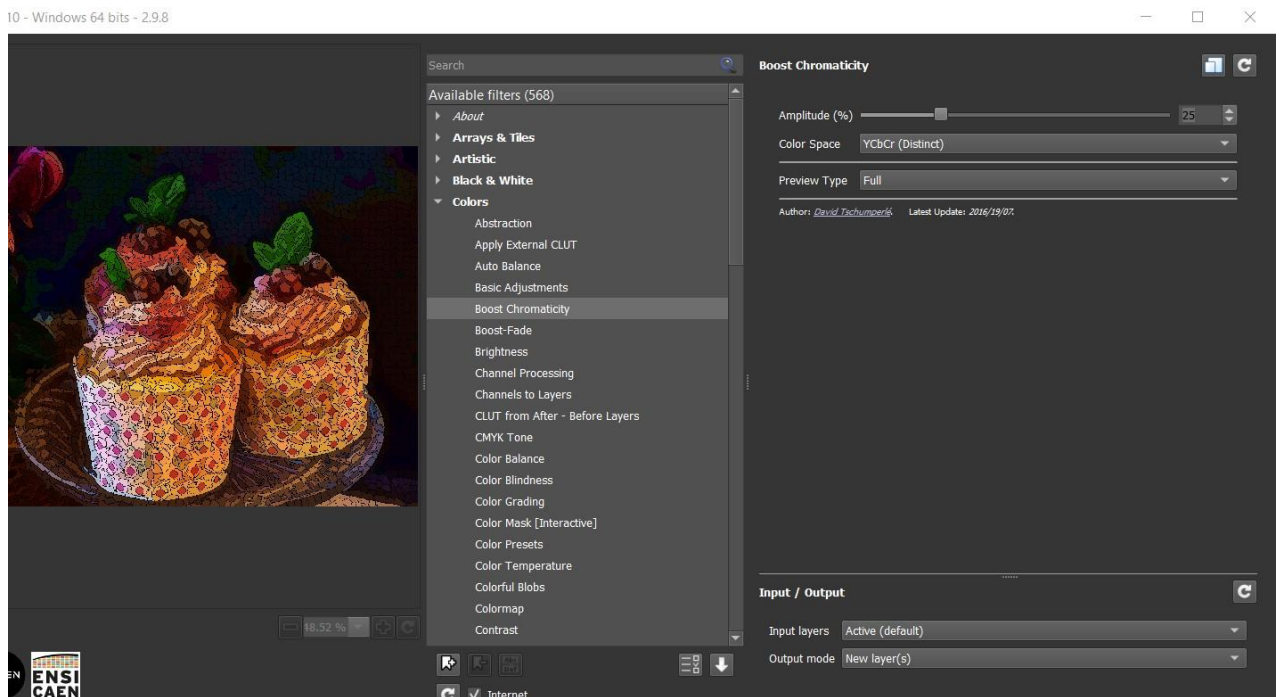 10 - Windows 64 bits - 2.9.8
Search
Available filters (568)
About
Arrays & Tiles
Artistic
Black & White
Colors
Abstraction
Apply External CLUT
Auto Balance
Basic Adjustments
Boost Chromaticity
Boost-Fade
Brightness
Channel Processing
Channels to Layers
CLUT from After - Before Layers
CMYK Tone
Color Balance
Color Blindness
Color Grading
Color Mask [Interactive]
Color Presets
Color Temperature
Colorful Blobs
Colormap
Contrast
Internet
Boost Chromaticity
Amplitude (%) 25
Color Space YCbCr (Distinct)
Preview Type Full
Author: David Tschumperlé. Latest Update: 2016/19/07.
Input / Output
Input layers Active (default)
Output mode New layer(s)
48.52 %
EN
ENSI
CAEN